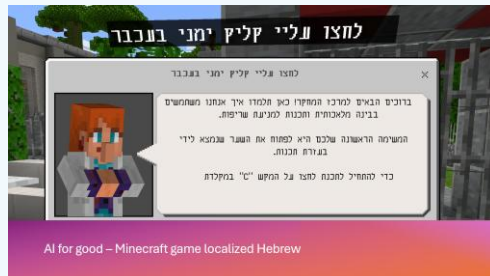 לחצו עליי קליק ימני בעכבר
לחצו עליי קליק ימני בעכבר
ברוכים הבאים למרכז המחקר! כאן תלמדו איך אנחנו משתמשים
בבינה מלאכותית ותכנות למניעת שריפות.
המשימה הראשונה שלכם היא לפתוח את השער שנמצא לידי
בעזרת תכנות.
כדי להתחיל לתכנת לחצו על המקש "C" במקלדת
AI for good – Minecraft game localized Hebrew